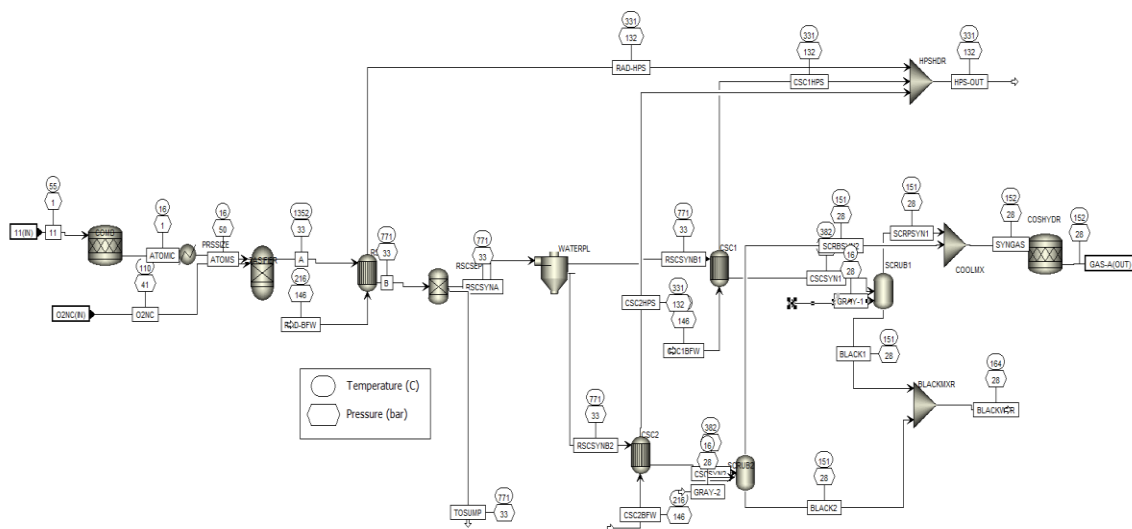 331
132
RAD-HPS
331
132
CSC1HPS
HPSHDR
331
132
HPS-OUT
55
1
11(IN)
11
COMB
16
1
ATOMIC
PRSSIZE
16
50
ATOMS
110
41
O2NC(IN)
O2NC
1352
33
A
216
146
771
33
B
RSCSEP
771
33
RSCSYNA
WATERPL
771
33
RSCSYNB1
CSC1
151
28
SCRBSYN2
382
16
28
CSCSYN1
GRAY-1
SCRUB1
151
28
SCRPSYN1
COOLMX
152
28
SYNGAS
COSHYDR
152
28
GAS-A(OUT)
CSC2HPS
331
132
146
BLACK1
151
28
BLACKMXR
164
28
Temperature (C)
Pressure (bar)
771
33
RSCSYNB2
CSC2
382
16
28
SCRUB2
GRAY-2
151
28
BLACK2
TOSUMP
771
33
CSC2BFW
216
146